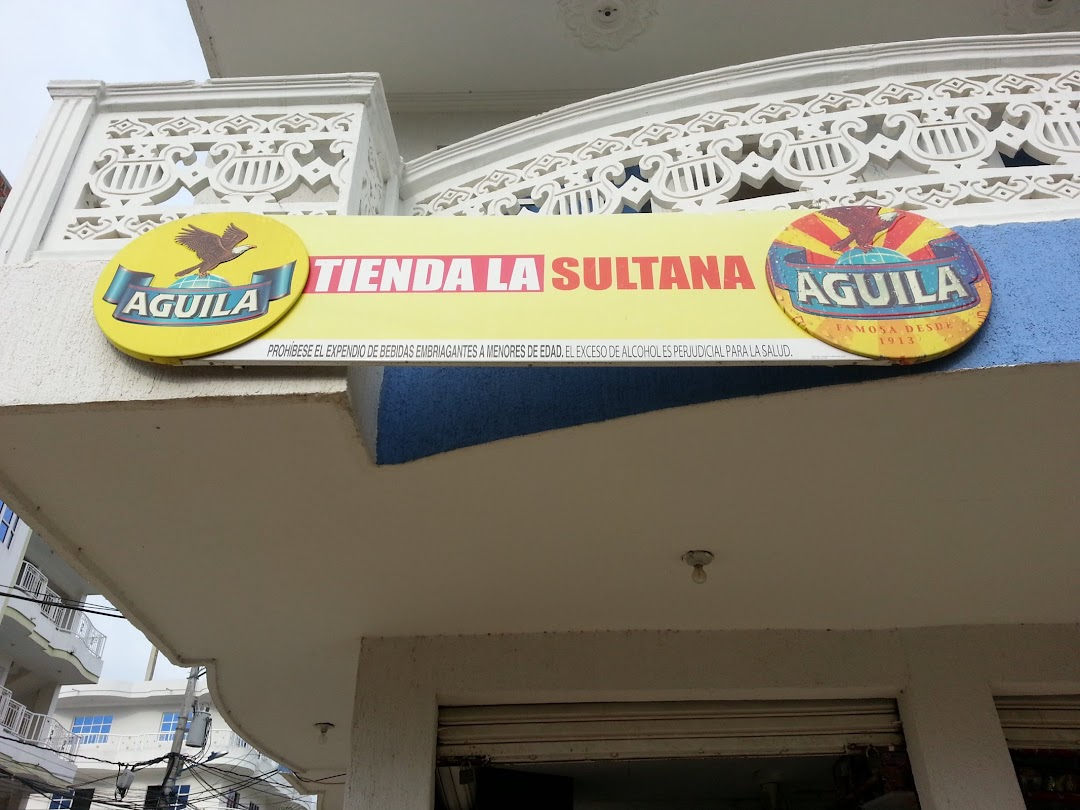 AGUILA
TIENDA LA SULTANA
AGUILA
FAMOSA DESDE
1913
PROHÍBESE EL EXPENDIO DE BEBIDAS EMBRIAGANTES A MENORES DE EDAD. EL EXCESO DE ALCOHOL ES PERJUDICIAL PARA LA SALUD.